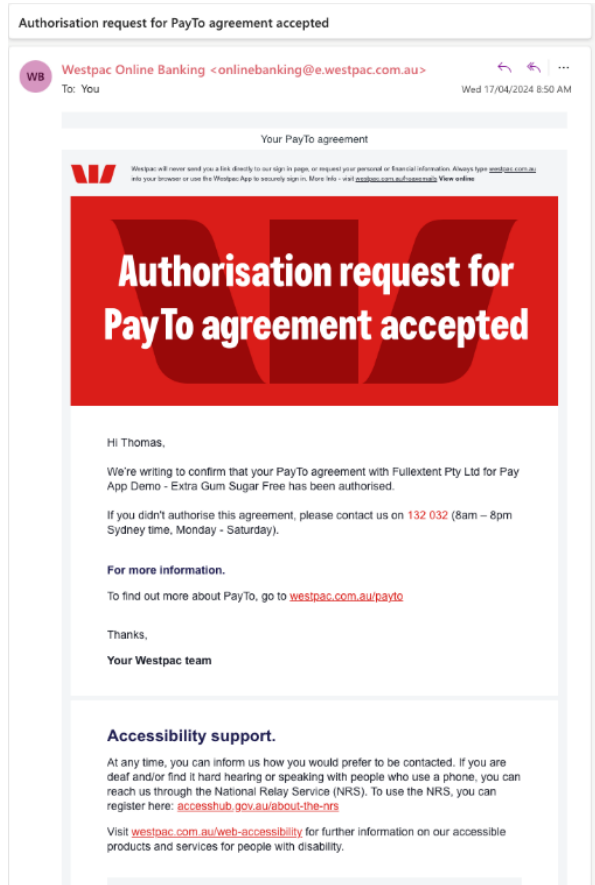 Authorisation request for PayTo agreement accepted
WB
Westpac Online Banking <onlinebanking@e.westpac.com.au>
To: You
Wed 17/04/2024 8:50 AM
Your PayTo agreement
Westpac will never send you a link directly to our sign in page, or request your personal or financial information. Always type westpac.com.au
into your browser or use the Westpac App to securely sign in. More Info - visit westpac.com.au/hoaxemails View online
Authorisation request for
PayTo agreement accepted
Hi Thomas,
We're writing to confirm that your PayTo agreement with Fullextent Pty Ltd for Pay
App Demo - Extra Gum Sugar Free has been authorised.
If you didn't authorise this agreement, please contact us on 132 032 (8am – 8pm
Sydney time, Monday - Saturday).
For more information.
To find out more about PayTo, go to westpac.com.au/payto
Thanks,
Your Westpac team
Accessibility support.
At any time, you can inform us how you would prefer to be contacted. If you are
deaf and/or find it hard hearing or speaking with people who use a phone, you can
reach us through the National Relay Service (NRS). To use the NRS, you can
register here: accesshub.gov.au/about-the-nrs
Visit westpac.com.au/web-accessibility for further information on our accessible
products and services for people with disability.